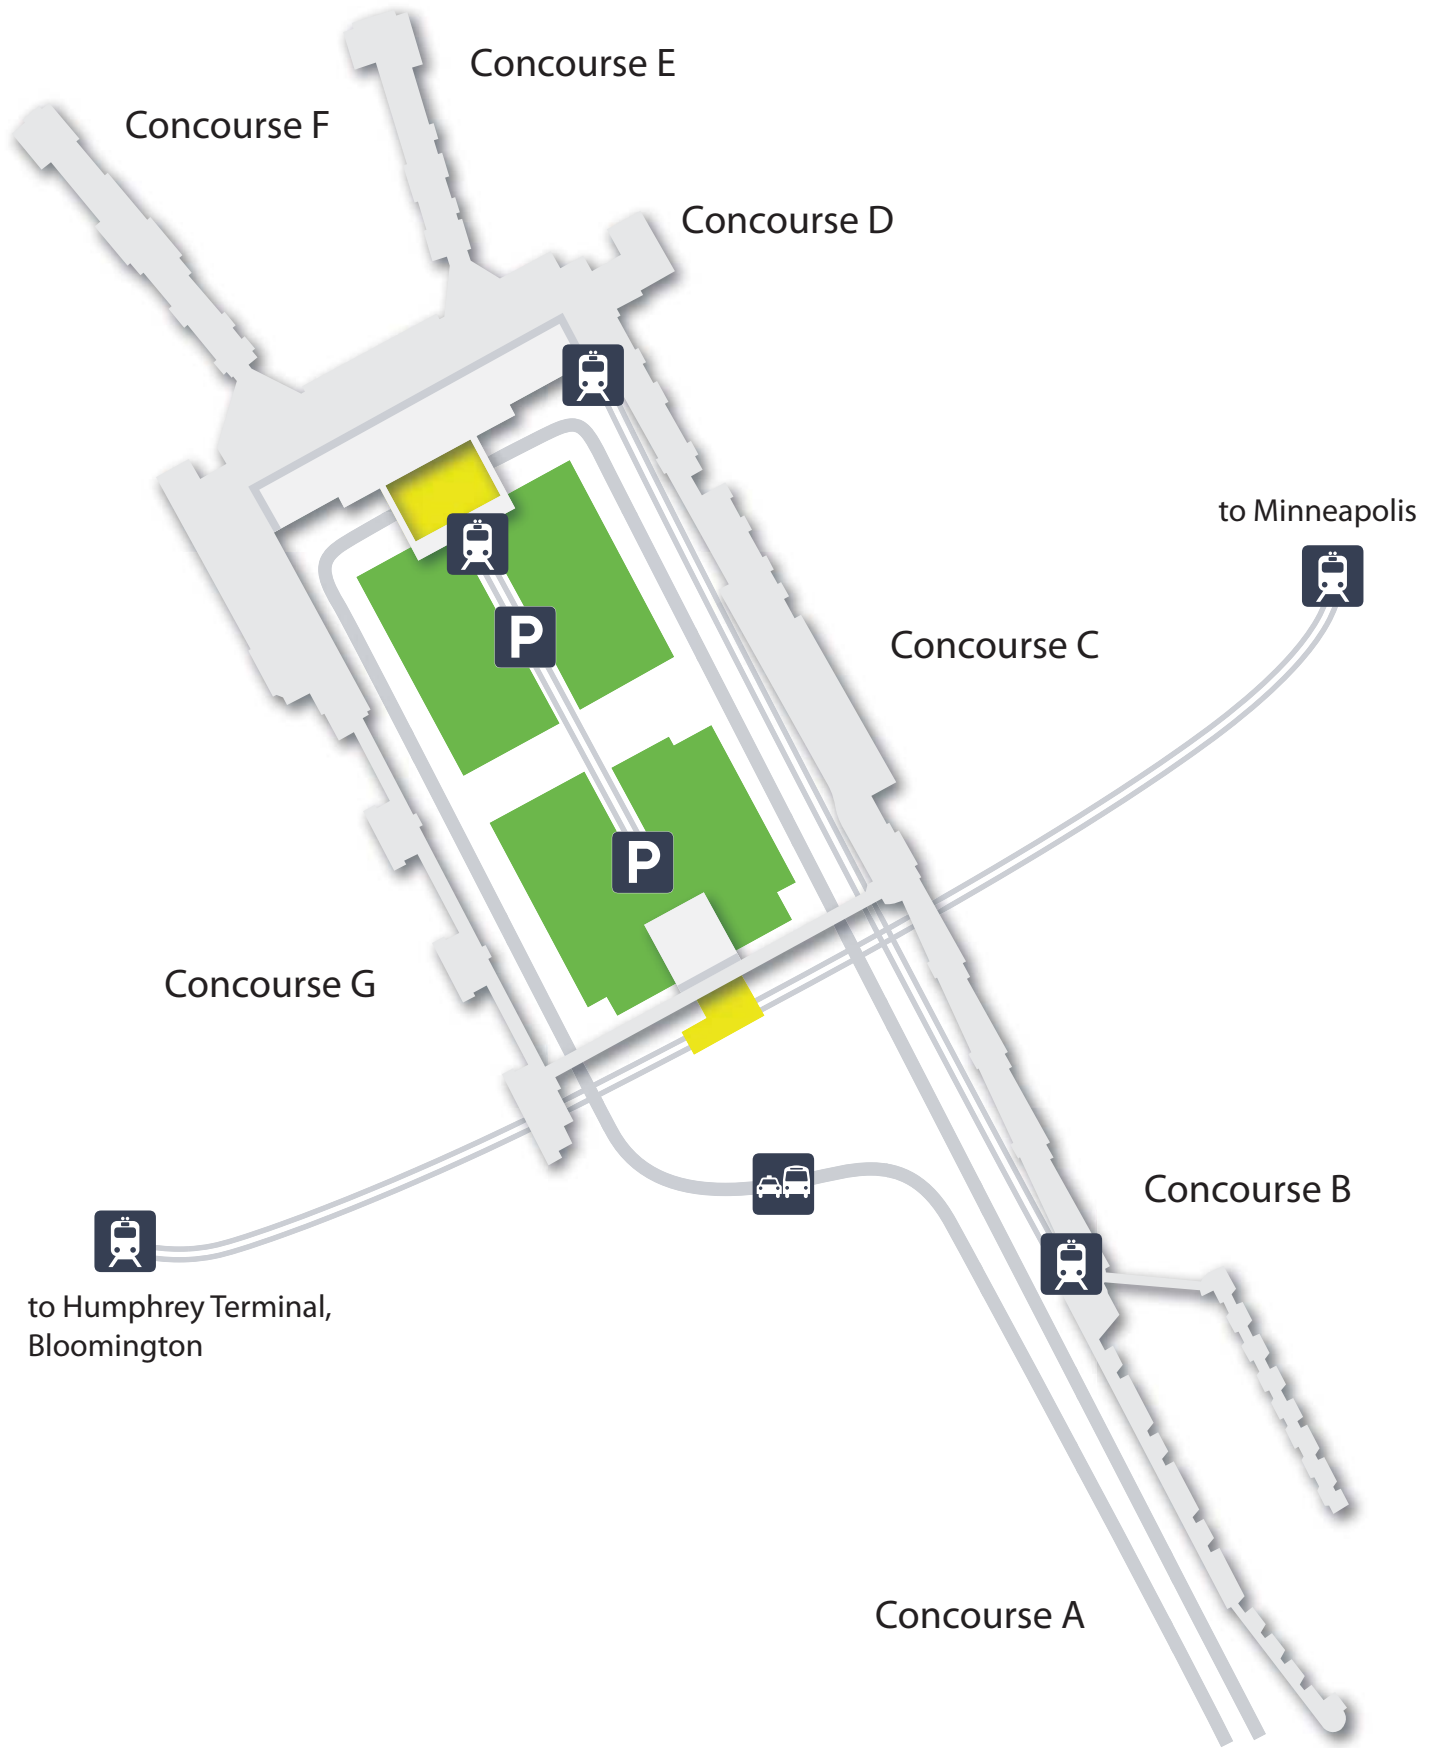 Concourse E
Concourse F
Concourse D
to Minneapolis
P
Concourse C
P
Concourse G
Concourse B
to Humphrey Terminal,
Bloomington
Concourse A